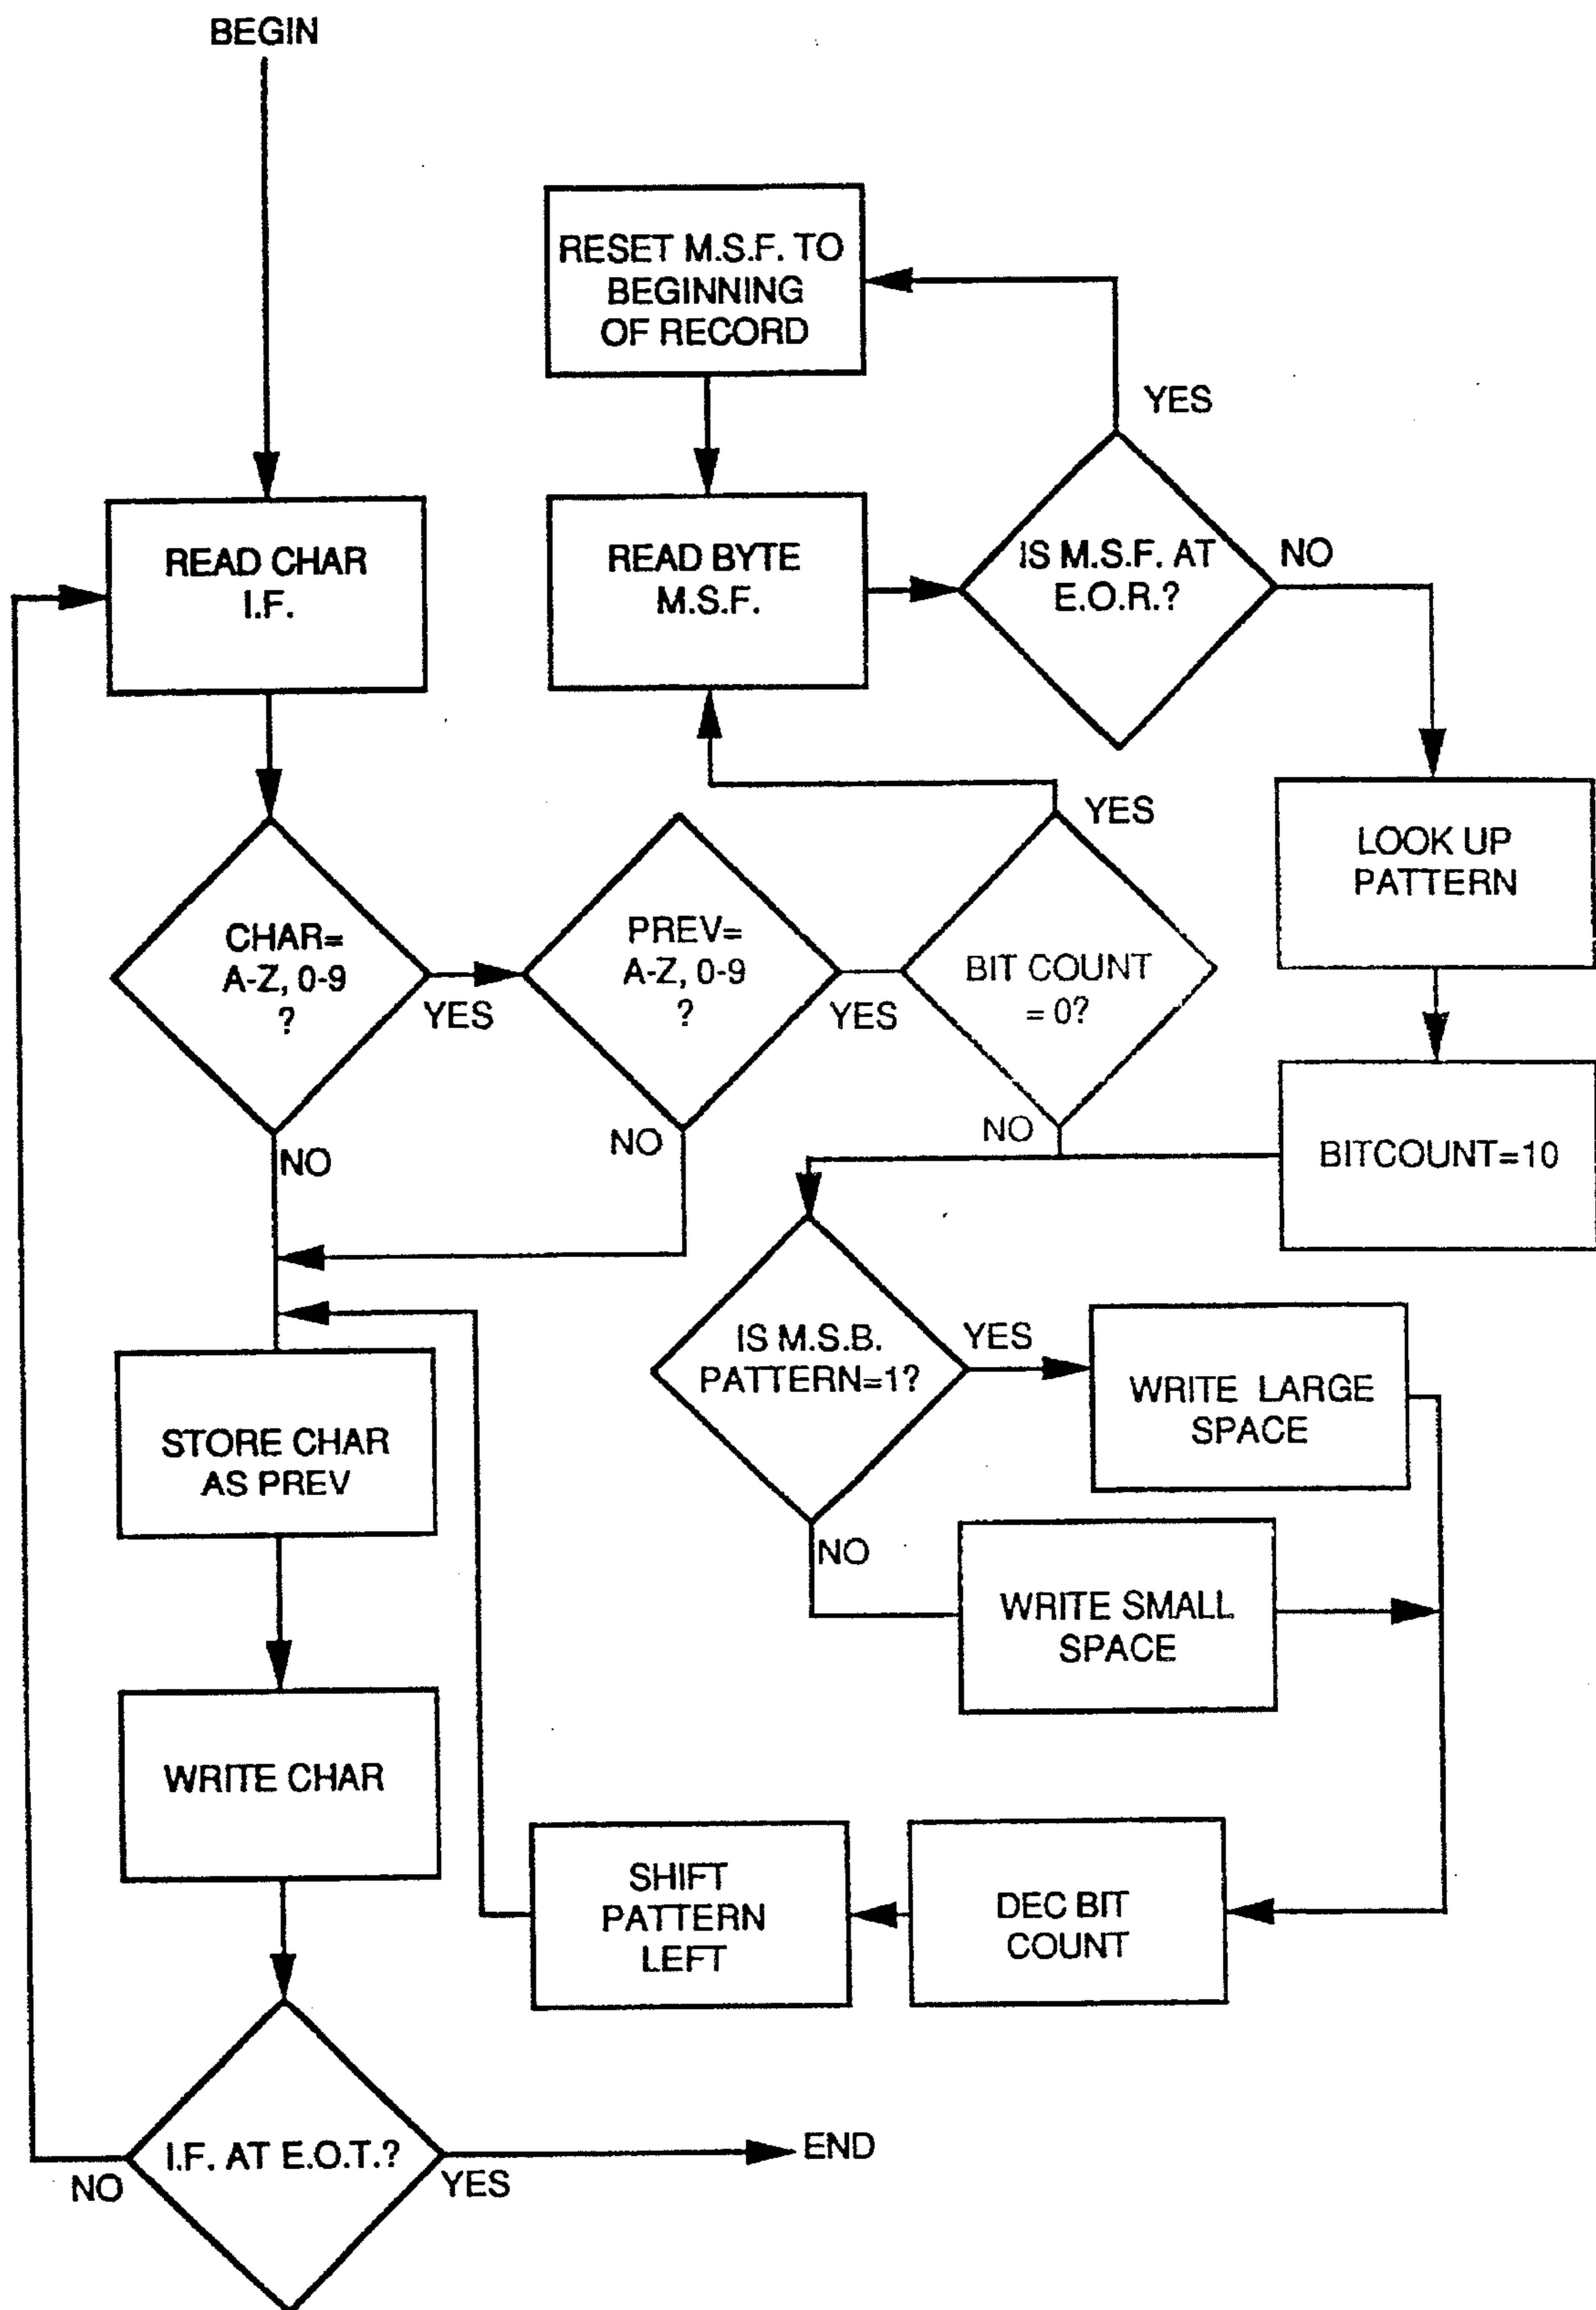 BEGIN
RESET M.S.F. TO
BEGINNING
OF RECORD
YES
READ CHAR
I.F.
READ BYTE
M.S.F.
IS M.S.F. AT
E.O.R.?
NO
YES
LOOK UP
PATTERN
CHAR=
A-Z, 0-9
?
YES
PREV=
A-Z, 0-9
?
YES
BIT COUNT
= 0?
NO
NO
NO
BITCOUNT=10
IS M.S.B.
PATTERN=1?
YES
WRITE LARGE
SPACE
STORE CHAR
AS PREV
NO
WRITE SMALL
SPACE
WRITE CHAR
SHIFT
PATTERN
LEFT
DEC BIT
COUNT
I.F. AT E.O.T.?
NO
YES
END